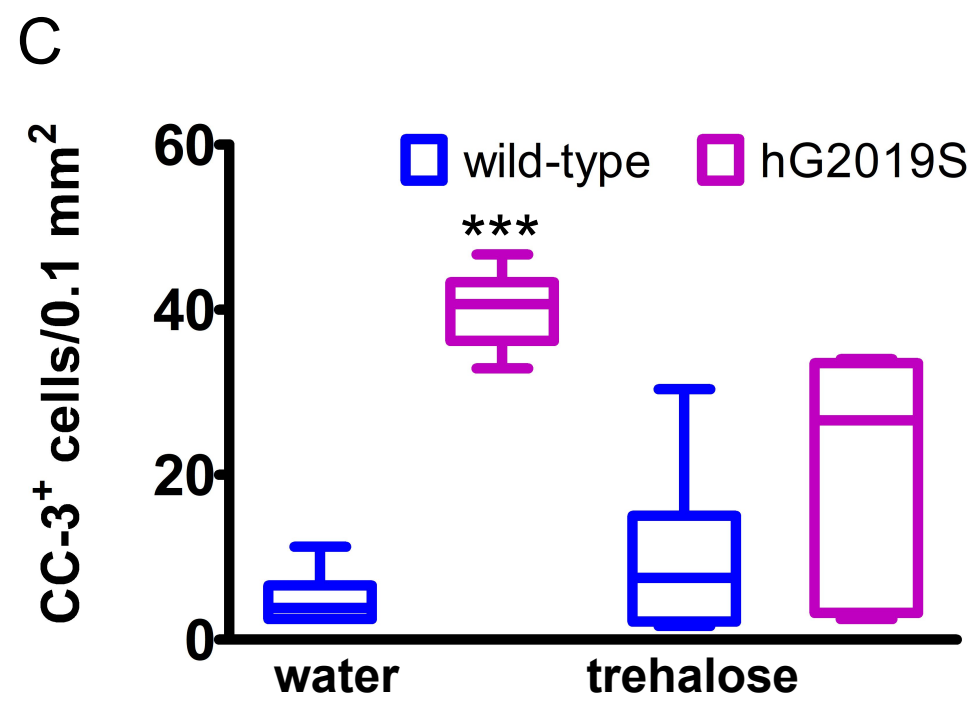 C
CC-3⁺ cells/0.1 mm²
60
40
20
0
wild-type hG2019S
***
water trehalose